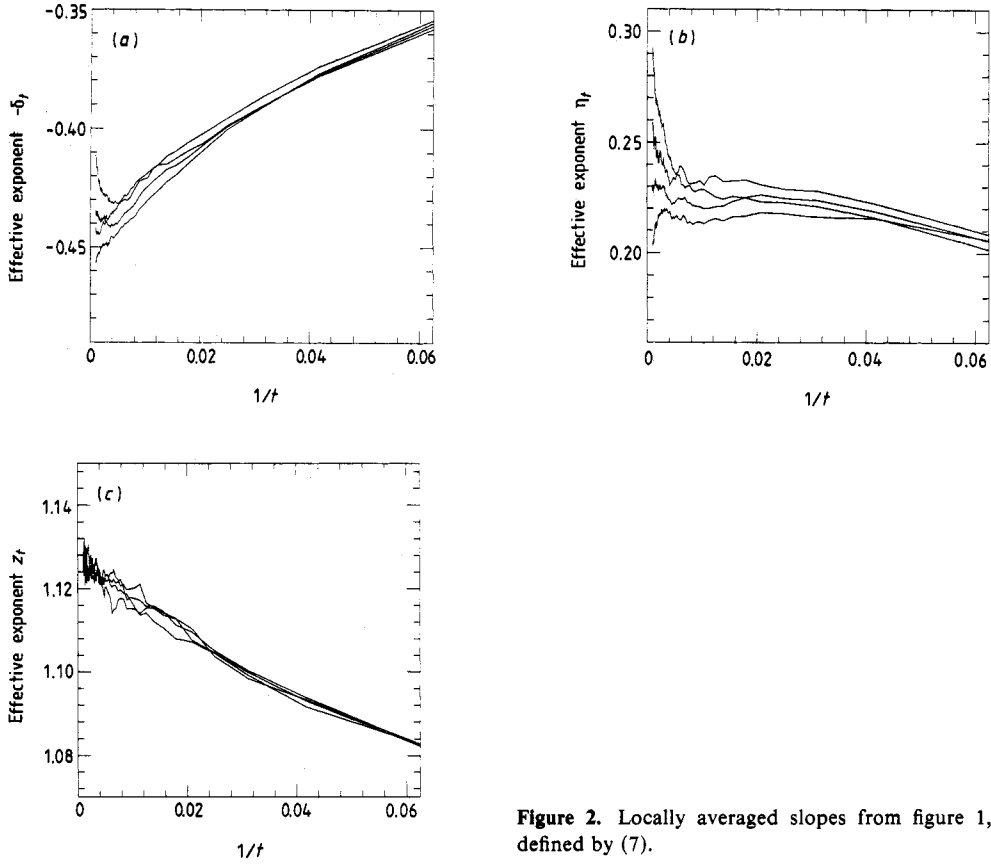 (a)
Effective exponent -δt
-0.35
-0.40
-0.45
0
0.02
0.04
0.06
1/t
(b)
Effective exponent ηt
0.30
0.25
0.20
0
0.02
0.04
0.06
1/t
(c)
Effective exponent zt
1.14
1.12
1.10
1.08
0
0.02
0.04
0.06
1/t
Figure 2. Locally averaged slopes from figure 1,
defined by (7).